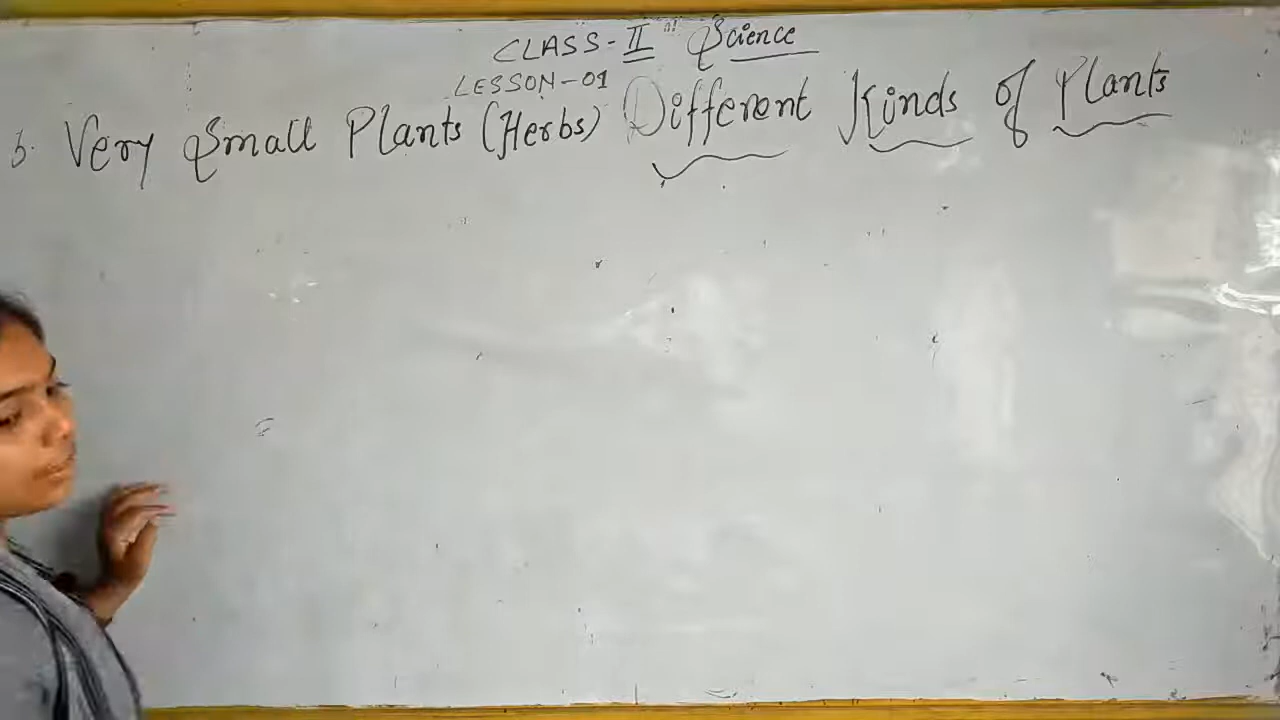 CLASS-II Science
LESSON-01
Different Kinds of Plants
b. Very Small Plants (Herbs)